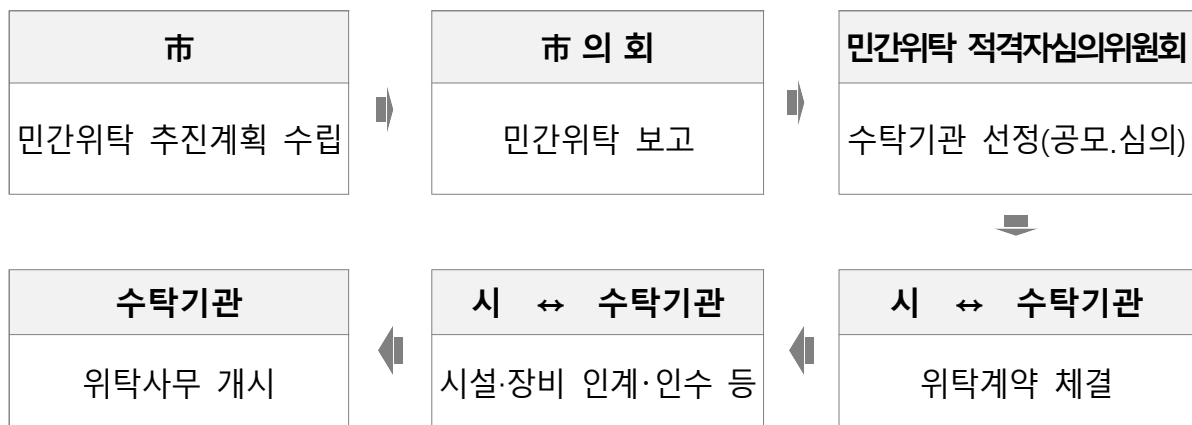 市
민간위탁 추진계획 수립
市 의 회
민간위탁 보고
민간위탁 적격자심의위원회
수탁기관 선정(공모.심의)
시 ↔ 수탁기관
위탁계약 체결
시 ↔ 수탁기관
시설·장비 인계·인수 등
수탁기관
위탁사무 개시